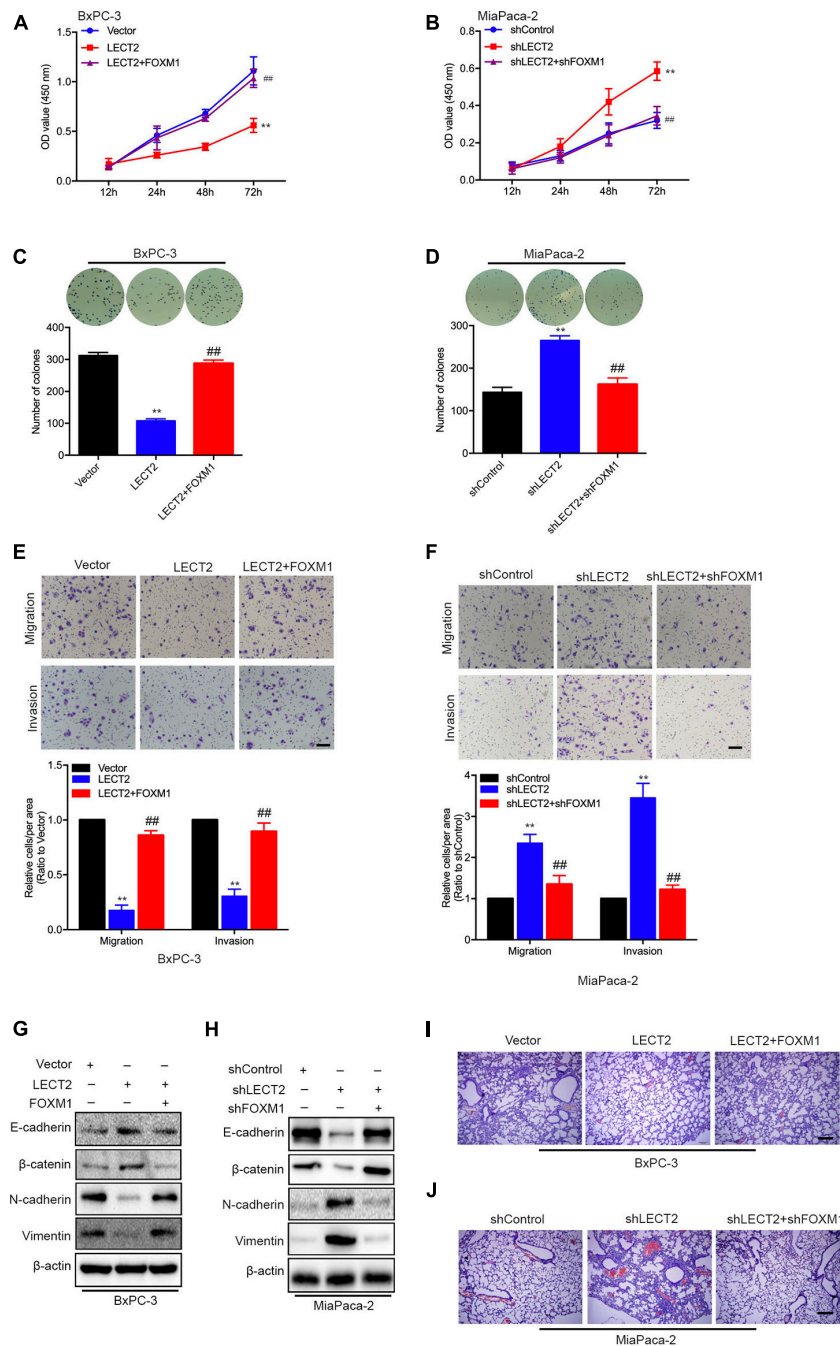 A
BxPC-3
Vector
LECT2
LECT2+FOXM1
OD value (450 nm)
1.5
1.0
0.5
0.0
##
**
12h 24h 48h 72h
B
MiaPaca-2
shControl
shLECT2
shLECT2+shFOXM1
OD value (450 nm)
0.8
0.6
0.4
0.2
0.0
**
##
12h 24h 48h 72h
C
BxPC-3
Number of colones
400
300
200
100
0
**
##
Vector LECT2 LECT2+FOXM1
D
MiaPaca-2
Number of colones
300
200
100
0
**
##
shControl shLECT2 shLECT2+shFOXM1
E
Vector LECT2 LECT2+FOXM1
Migration
Invasion
Vector
LECT2
LECT2+FOXM1
Relative cells/per area
(Ratio to Vector)
1.5
1.0
0.5
0.0
** ## ** ##
Migration Invasion
BxPC-3
F
shControl shLECT2 shLECT2+shFOXM1
Migration
Invasion
shControl
shLECT2
shLECT2+shFOXM1
Relative cells/per area
(Ratio to shControl)
4
2
1
0
** ## ** ##
Migration Invasion
MiaPaca-2
G
Vector + − −
LECT2 − + +
FOXM1 − − +
E-cadherin
β-catenin
N-cadherin
Vimentin
β-actin
BxPC-3
H
shControl + − −
shLECT2 − + +
shFOXM1 − − +
E-cadherin
β-catenin
N-cadherin
Vimentin
β-actin
MiaPaca-2
I
Vector LECT2 LECT2+FOXM1
BxPC-3
J
shControl shLECT2 shLECT2+shFOXM1
MiaPaca-2